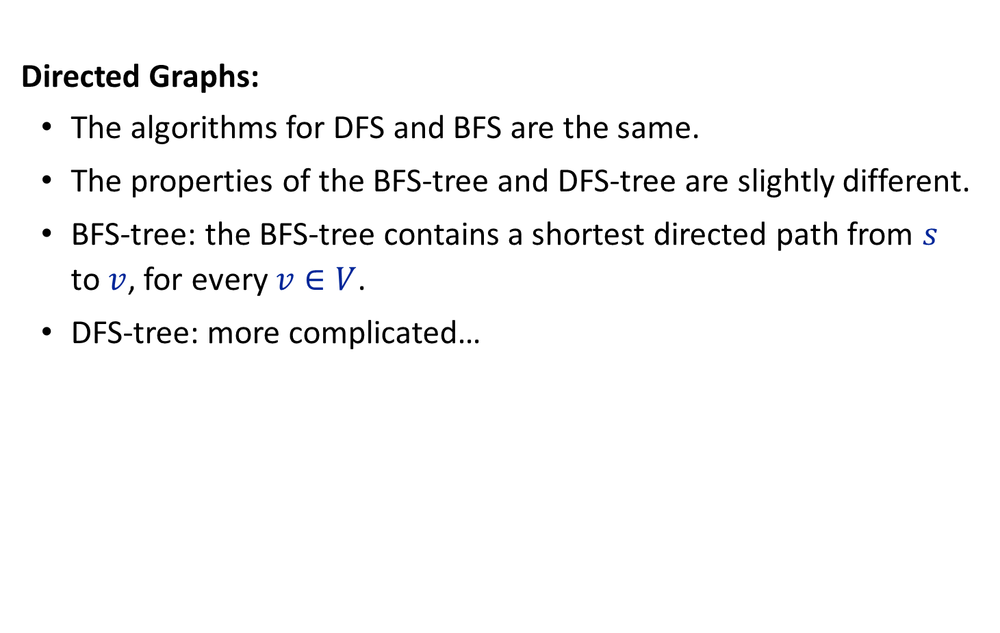 Directed Graphs:
• The algorithms for DFS and BFS are the same.
• The properties of the BFS-tree and DFS-tree are slightly different.
• BFS-tree: the BFS-tree contains a shortest directed path from 𝑠
to 𝑣, for every 𝑣 ∈ 𝑉.
• DFS-tree: more complicated…